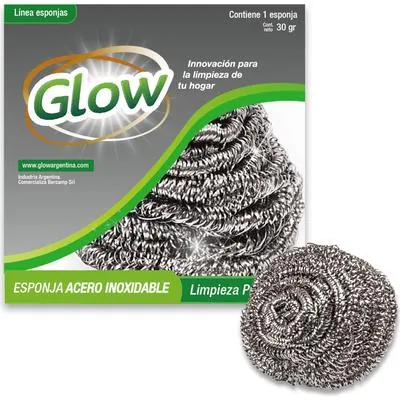 Línea esponjas
Contiene 1 esponja
Cont. neto 30 gr
Glow
Innovación para
la limpieza de
tu hogar
www.glowargentina.com
Industria Argentina.
Comercializa Bercamp Srl
ESPONJA ACERO INOXIDABLE
Limpieza